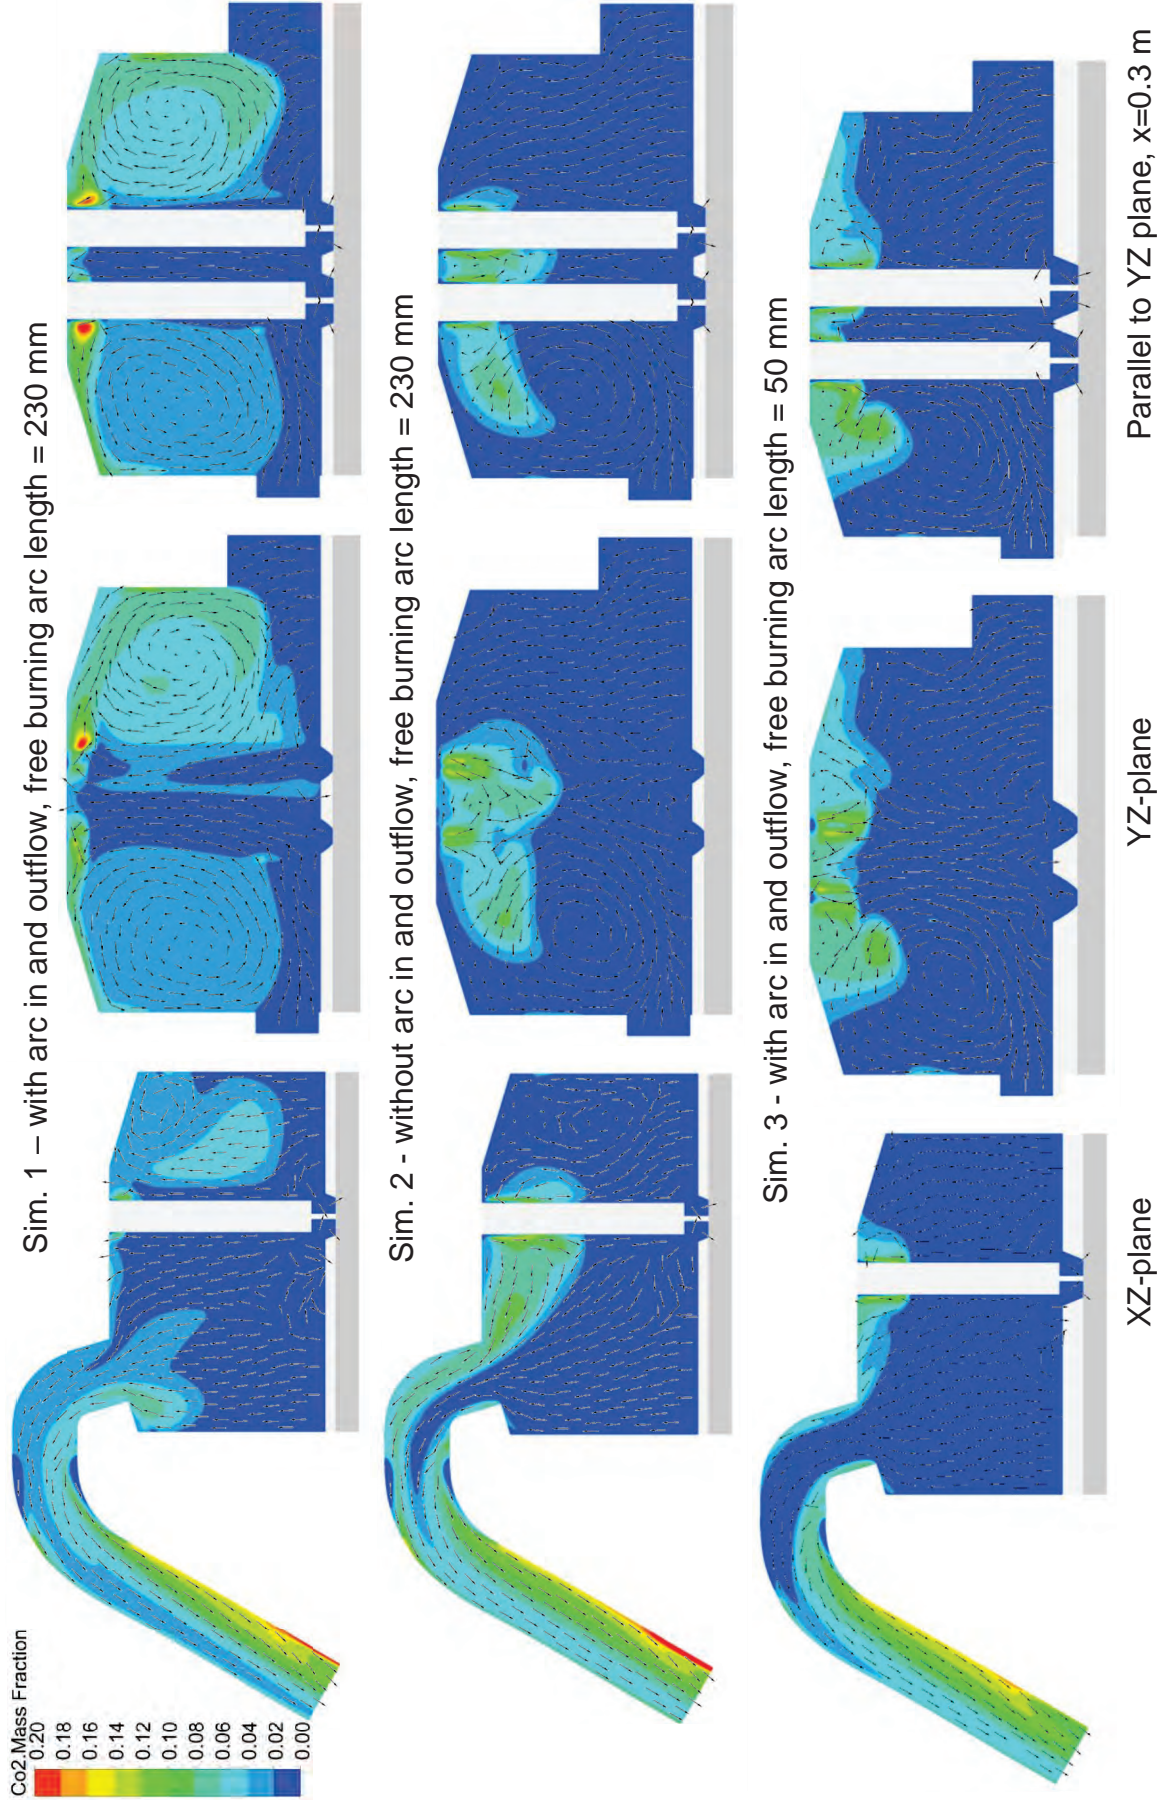 Co2.Mass Fraction
0.20
0.18
0.16
0.14
0.12
0.10
0.08
0.06
0.04
0.02
0.00
Sim. 1 – with arc in and outflow, free burning arc length = 230 mm
Sim. 2 - without arc in and outflow, free burning arc length = 230 mm
Sim. 3 - with arc in and outflow, free burning arc length = 50 mm
XZ-plane
YZ-plane
Parallel to YZ plane, x=0.3 m